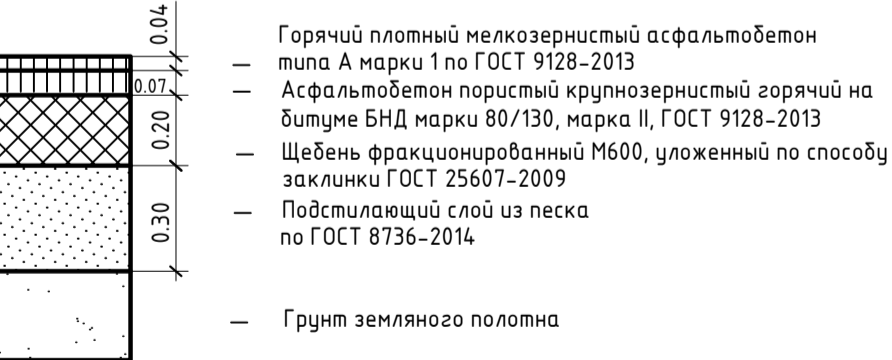 0.04
Горячий плотный мелкозернистый асфальтобетон
— типа А марки 1 по ГОСТ 9128-2013
0.07
— Асфальтобетон пористый крупнозернистый горячий на
битуме БНД марки 80/130, марка II, ГОСТ 9128-2013
0.20
— Щебень фракционированный М600, уложенный по способу
заклинки ГОСТ 25607-2009
0.30
— Подстилающий слой из песка
по ГОСТ 8736-2014
— Грунт земляного полотна